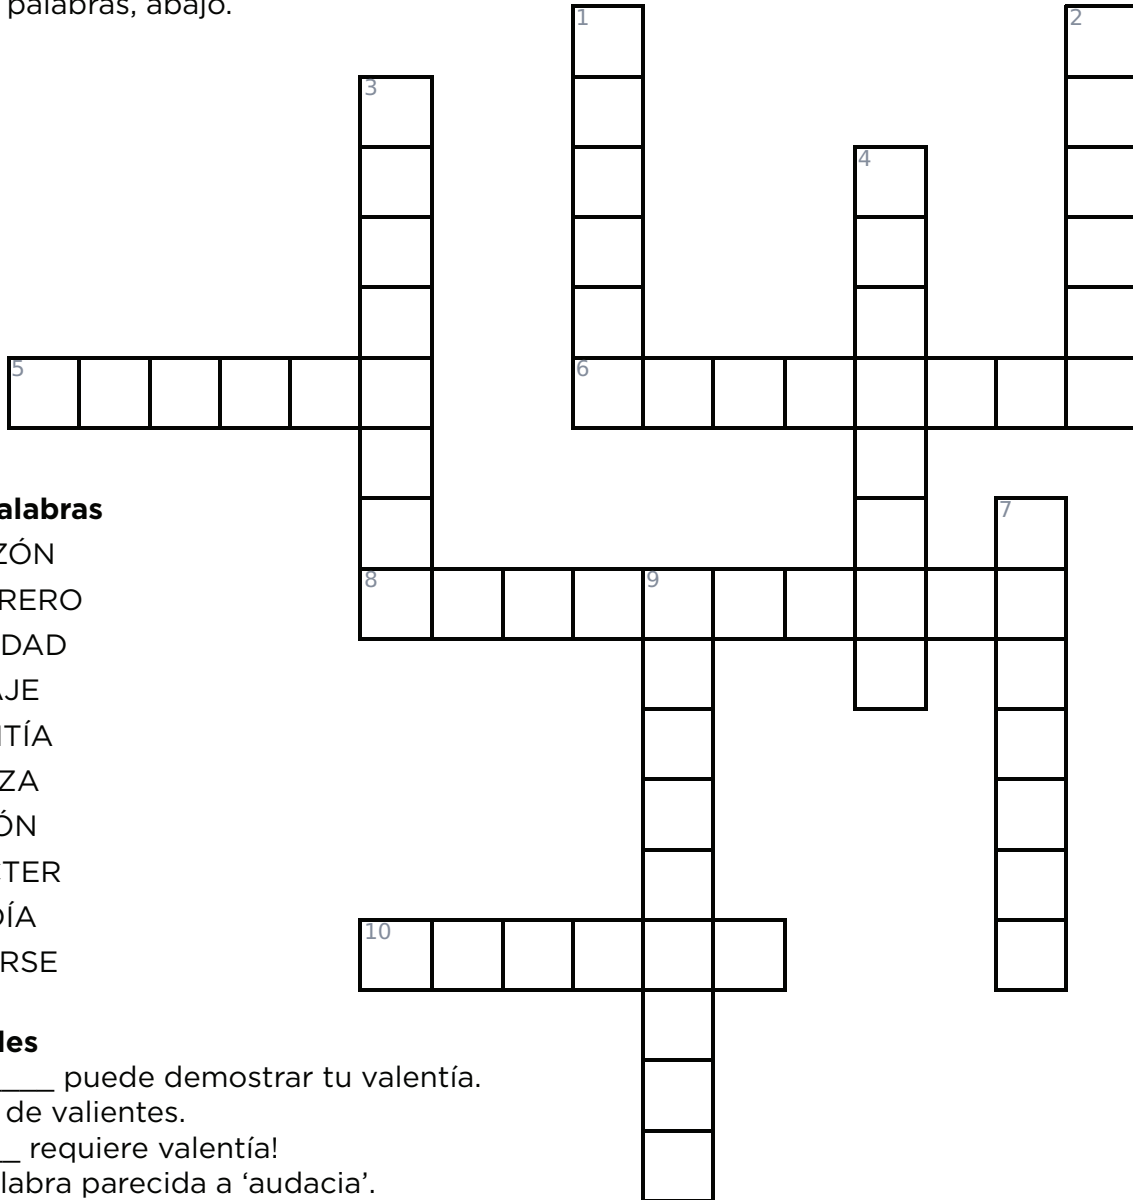 palabras, abajo.
1
2
3
4
5
6
alabras
7
ZÓN
8
9
RERO
DAD
AJE
TÍA
ZA
ÓN
TER
10
DÍA
RSE
les
____ puede demostrar tu valentía.
de valientes.
__ requiere valentía!
labra parecida a ‘audacia’.